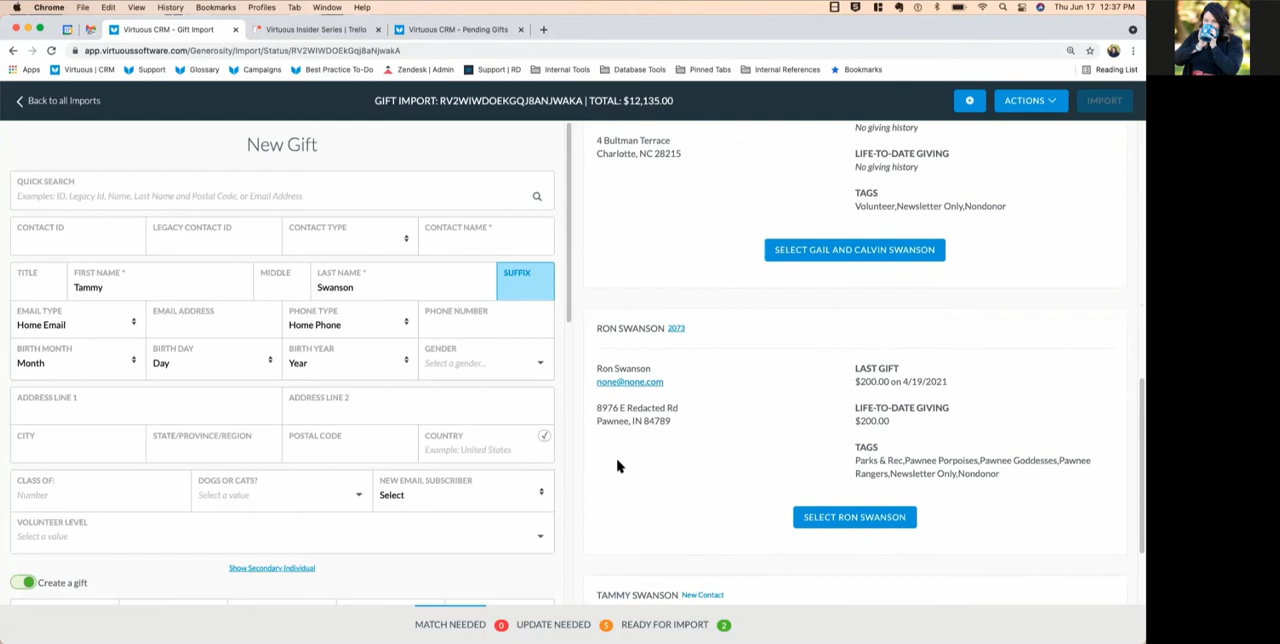 Chrome File Edit View History Bookmarks Profiles Tab Window Help Thu Jun 17 12:37 PM
Virtuous CRM - Gift Import Virtuous Insider Series | Trello Virtuous CRM - Pending Gifts
app.virtuoussoftware.com/Generosity/Import/Status/RV2WIWDOEkGqj8aNjwakA
Apps Virtuous | CRM Support Glossary Campaigns Best Practice To-Do Zendesk | Admin Support | RD Internal Tools Database Tools Pinned Tabs Internal References Bookmarks Reading List
Back to all Imports GIFT IMPORT: RV2WIWDOEKGQJ8ANJWAKA | TOTAL: $12,135.00 ACTIONS IMPORT
New Gift
QUICK SEARCH
Examples: ID, Legacy Id, Name, Last Name and Postal Code, or Email Address
CONTACT ID LEGACY CONTACT ID CONTACT TYPE CONTACT NAME *
TITLE FIRST NAME * MIDDLE LAST NAME * SUFFIX
Tammy Swanson
EMAIL TYPE EMAIL ADDRESS PHONE TYPE PHONE NUMBER
Home Email Home Phone
BIRTH MONTH BIRTH DAY BIRTH YEAR GENDER
Month Day Year Select a gender...
ADDRESS LINE 1 ADDRESS LINE 2
CITY STATE/PROVINCE/REGION POSTAL CODE COUNTRY
Example: United States
CLASS OF: DOGS OR CATS? NEW EMAIL SUBSCRIBER
Number Select a value Select
VOLUNTEER LEVEL
Select a value
Show Secondary Individual
Create a gift
No giving history
4 Bultman Terrace
Charlotte, NC 28215
LIFE-TO-DATE GIVING
No giving history
TAGS
Volunteer,Newsletter Only,Nondonor
SELECT GAIL AND CALVIN SWANSON
RON SWANSON 2073
Ron Swanson
none@none.com
8976 E Redacted Rd
Pawnee, IN 84789
LAST GIFT
$200.00 on 4/19/2021
LIFE-TO-DATE GIVING
$200.00
TAGS
Parks & Rec,Pawnee Porpoises,Pawnee Goddesses,Pawnee
Rangers,Newsletter Only,Nondonor
SELECT RON SWANSON
TAMMY SWANSON New Contact
MATCH NEEDED 0 UPDATE NEEDED 5 READY FOR IMPORT 2